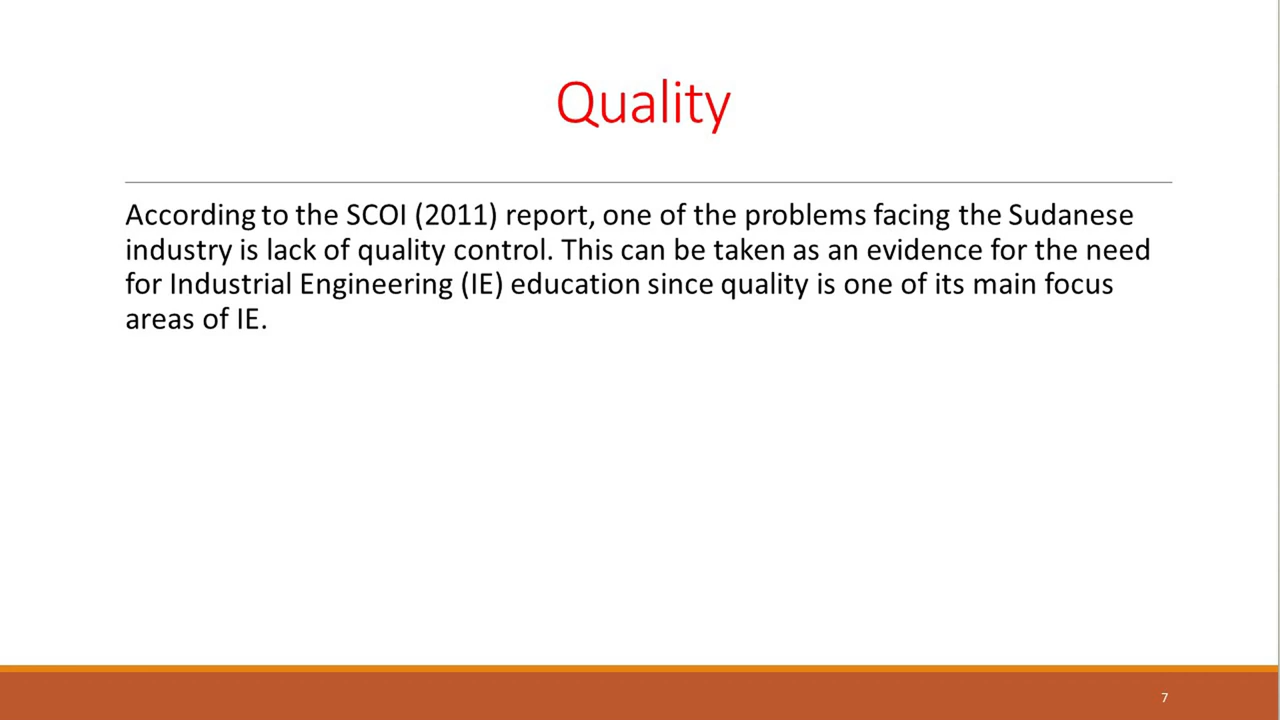 Quality
According to the SCOI (2011) report, one of the problems facing the Sudanese
industry is lack of quality control. This can be taken as an evidence for the need
for Industrial Engineering (IE) education since quality is one of its main focus
areas of IE.
7